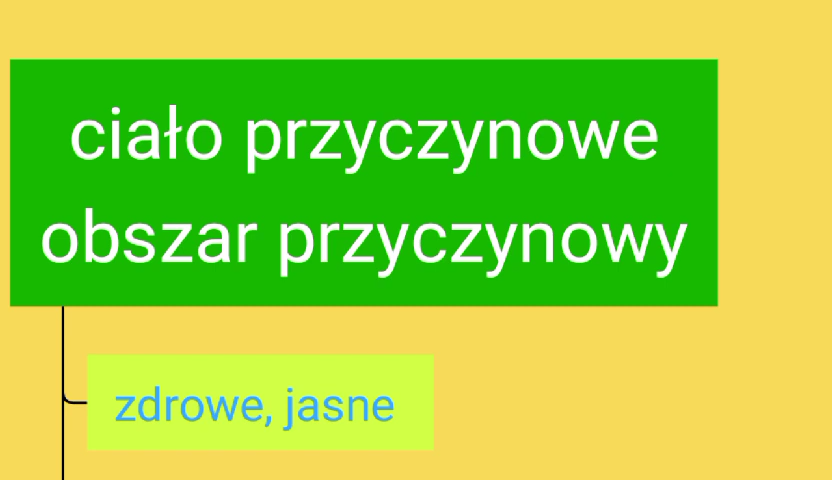 ciało przyczynowe
obszar przyczynowy
zdrowe, jasne